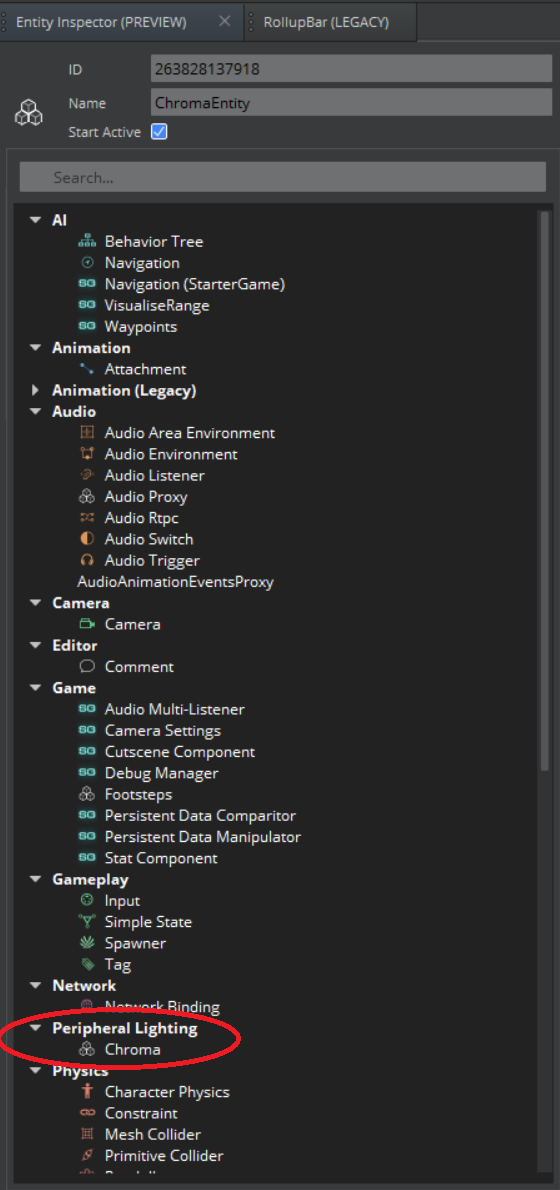 Entity Inspector (PREVIEW)
RollupBar (LEGACY)
ID 263828137918
Name ChromaEntity
Start Active
Search...
AI
Behavior Tree
Navigation
SG Navigation (StarterGame)
SG VisualiseRange
SG Waypoints
Animation
Attachment
Animation (Legacy)
Audio
Audio Area Environment
Audio Environment
Audio Listener
Audio Proxy
Audio Rtpc
Audio Switch
Audio Trigger
AudioAnimationEventsProxy
Camera
Camera
Editor
Comment
Game
SG Audio Multi-Listener
SG Camera Settings
SG Cutscene Component
SG Debug Manager
Footsteps
SG Persistent Data Comparitor
SG Persistent Data Manipulator
SG Stat Component
Gameplay
Input
Simple State
Spawner
Tag
Network
Network Binding
Peripheral Lighting
Chroma
Physics
Character Physics
Constraint
Mesh Collider
Primitive Collider